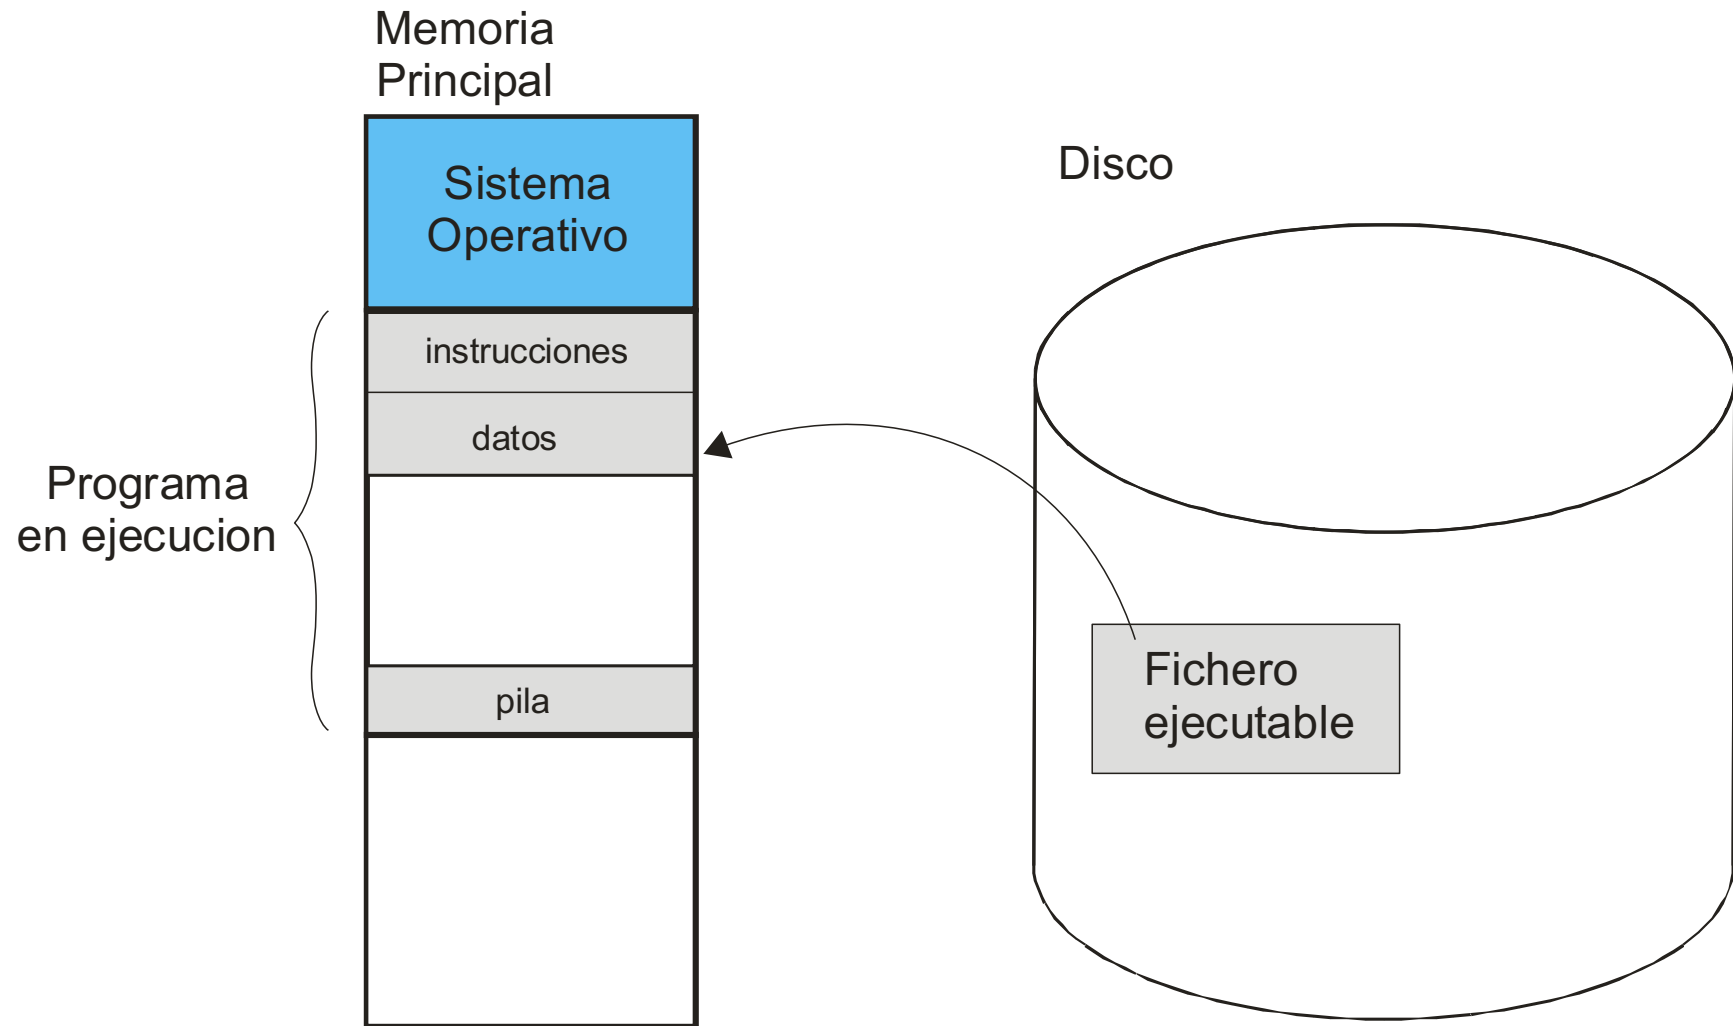 Memoria
Principal
Sistema
Operativo
Disco
instrucciones
datos
Programa
en ejecucion
pila
Fichero
ejecutable